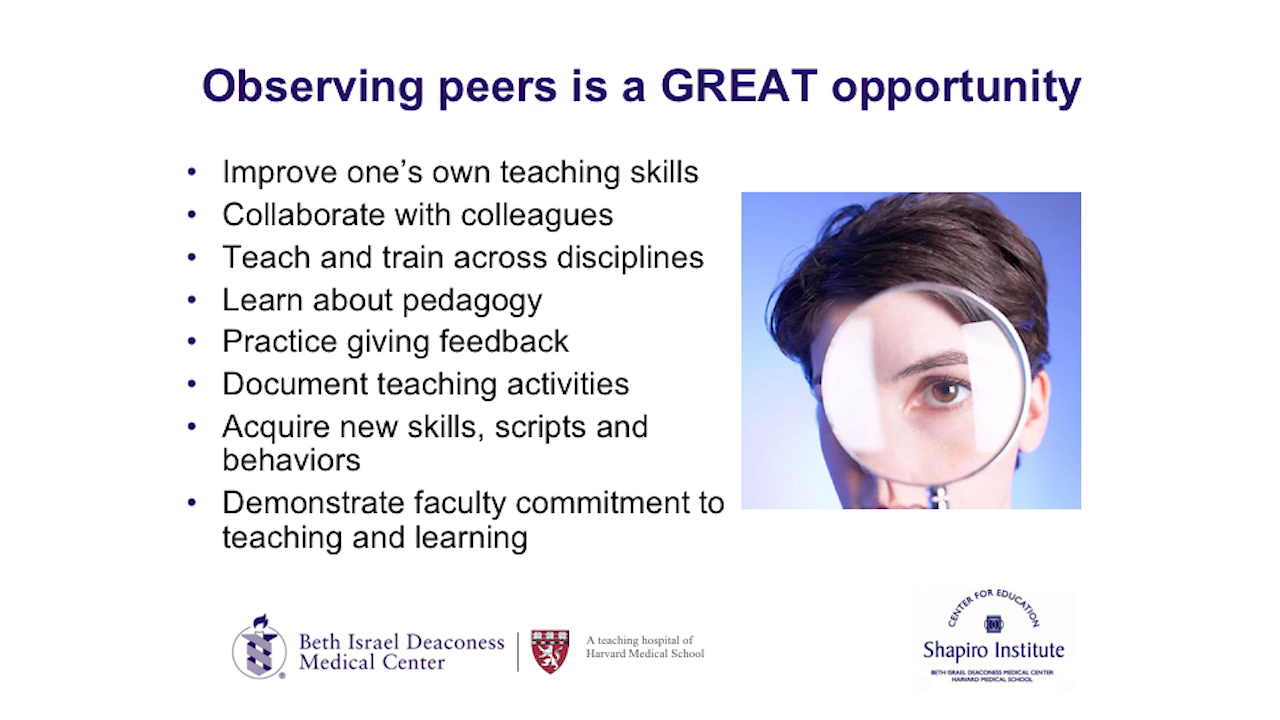 Observing peers is a GREAT opportunity
• Improve one’s own teaching skills
• Collaborate with colleagues
• Teach and train across disciplines
• Learn about pedagogy
• Practice giving feedback
• Document teaching activities
• Acquire new skills, scripts and
behaviors
• Demonstrate faculty commitment to
teaching and learning
Beth Israel Deaconess
Medical Center
®
A teaching hospital of
Harvard Medical School
CENTER FOR EDUCATION
Shapiro Institute
BETH ISRAEL DEACONESS MEDICAL CENTER
HARVARD MEDICAL SCHOOL